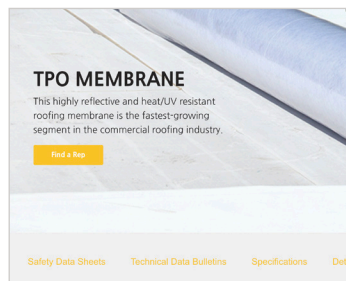 TPO MEMBRANE
This highly reflective and heat/UV resistant
roofing membrane is the fastest-growing
segment in the commercial roofing industry.
Find a Rep
Safety Data Sheets Technical Data Bulletins Specifications Det